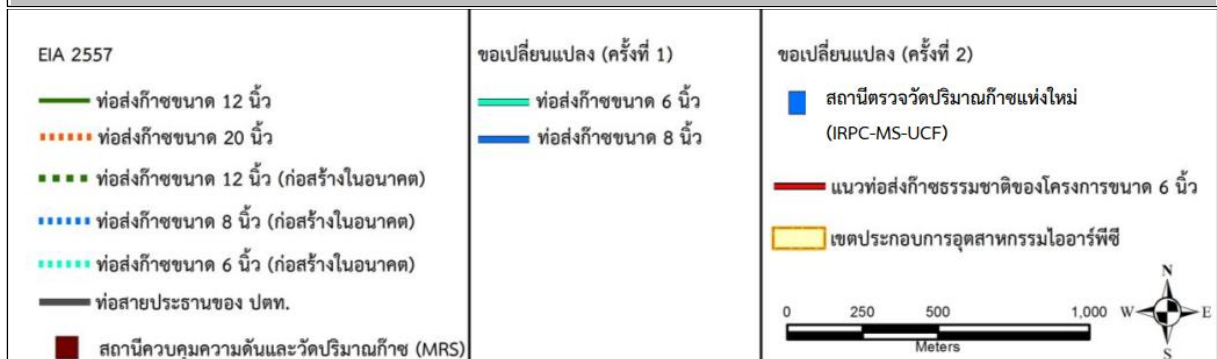 EIA 2557
ท่อส่งก๊าซขนาด 12 นิ้ว
ท่อส่งก๊าซขนาด 20 นิ้ว
ท่อส่งก๊าซขนาด 12 นิ้ว (ก่อสร้างในอนาคต)
ท่อส่งก๊าซขนาด 8 นิ้ว (ก่อสร้างในอนาคต)
ท่อส่งก๊าซขนาด 6 นิ้ว (ก่อสร้างในอนาคต)
ท่อสายประธานของ ปตท.
สถานีควบคุมความดันและวัดปริมาณก๊าซ (MRS)
ขอเปลี่ยนแปลง (ครั้งที่ 1)
ท่อส่งก๊าซขนาด 6 นิ้ว
ท่อส่งก๊าซขนาด 8 นิ้ว
ขอเปลี่ยนแปลง (ครั้งที่ 2)
สถานีตรวจวัดปริมาณก๊าซแห่งใหม่
(IRPC-MS-UCF)
แนวท่อส่งก๊าซธรรมชาติของโครงการขนาด 6 นิ้ว
เขตประกอบการอุตสาหกรรมไออาร์พีซี
0 250 500 1,000
Meters
N
W E
S